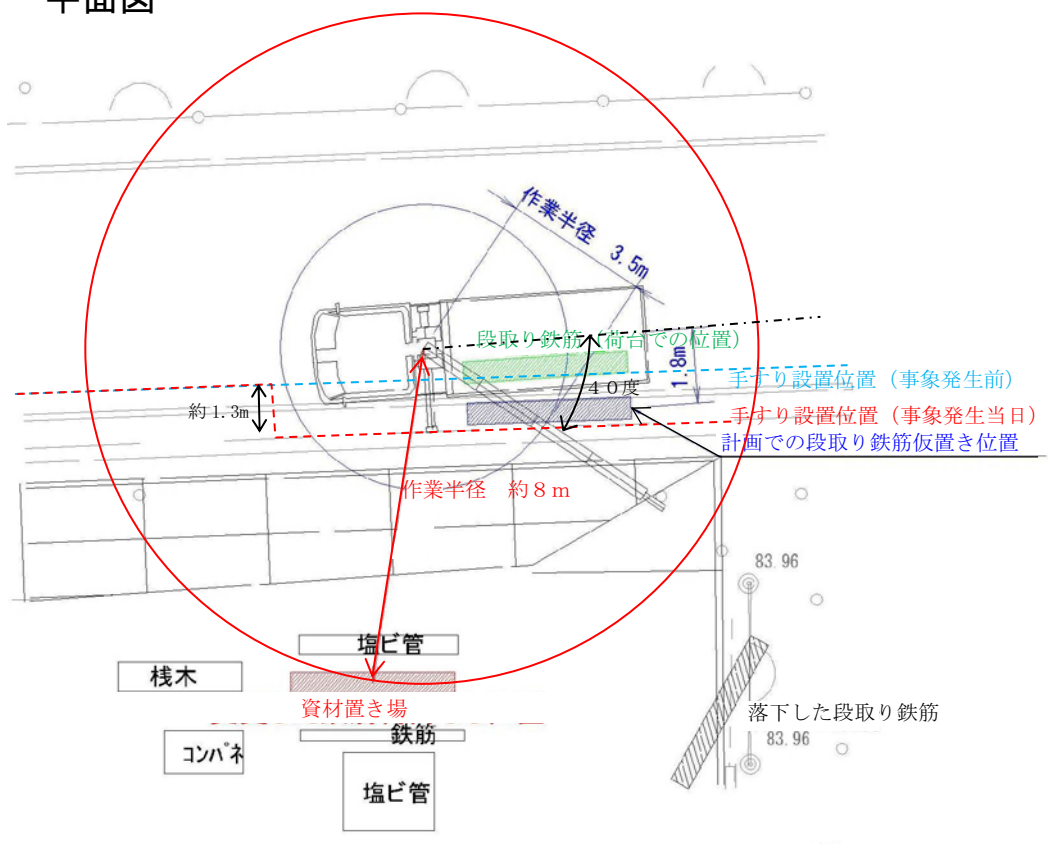 平面図
作業半径 3.5m
段取り鉄筋（荷台での位置）
1.8m
手すり設置位置（事象発生前）
４０度
約1.3m
手すり設置位置（事象発生当日）
計画での段取り鉄筋仮置き位置
作業半径　約８ｍ
83.96
塩ビ管
桟木
資材置き場
落下した段取り鉄筋
鉄筋
83.96
コンパネ
塩ビ管